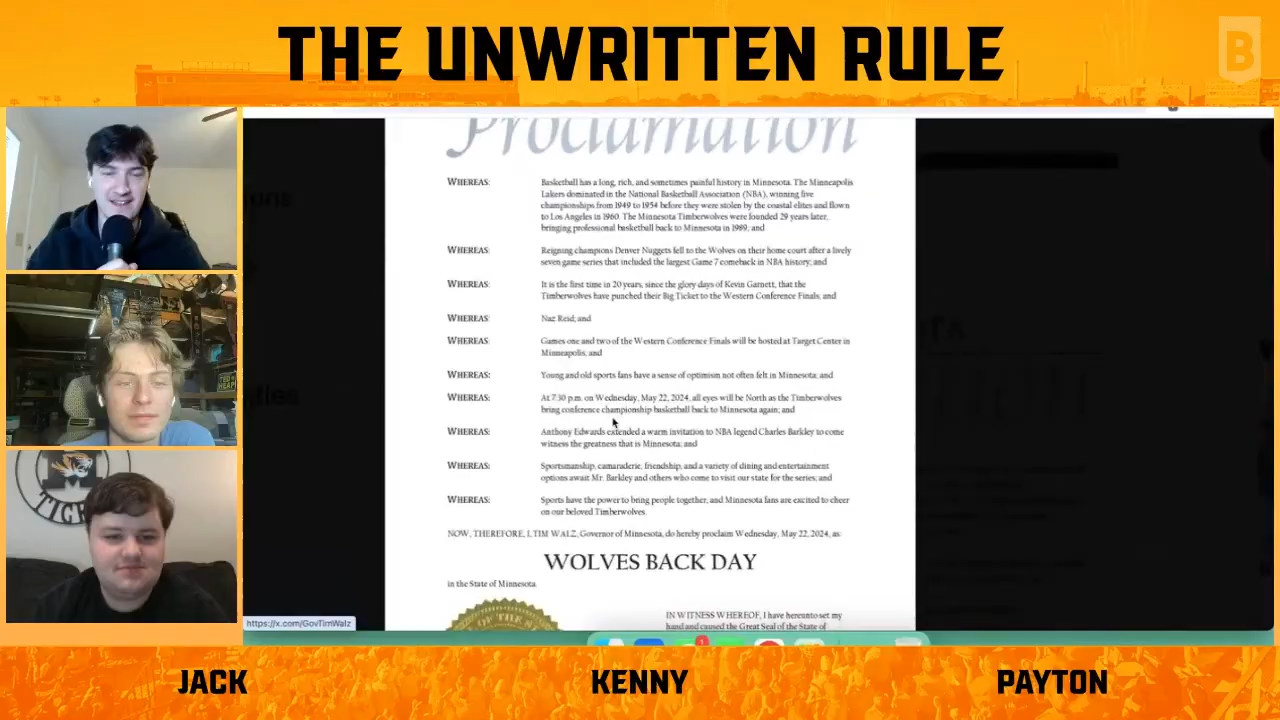 THE UNWRITTEN RULE
B
Proclamation
WHEREAS: Basketball has a long, rich, and sometimes painful history in Minnesota. The Minneapolis
Lakers dominated in the National Basketball Association (NBA), winning five
championships from 1949 to 1954 before they were stolen by the coastal elites and flown
to Los Angeles in 1960. The Minnesota Timberwolves were founded 29 years later,
bringing professional basketball back to Minnesota in 1989; and
WHEREAS: Reigning champions Denver Nuggets fell to the Wolves on their home court after a lively
seven game series that included the largest Game 7 comeback in NBA history; and
WHEREAS: It is the first time in 20 years, since the glory days of Kevin Garnett, that the
Timberwolves have punched their Big Ticket to the Western Conference Finals; and
WHEREAS: Naz Reid; and
WHEREAS: Games one and two of the Western Conference Finals will be hosted at Target Center in
Minneapolis; and
WHEREAS: Young and old sports fans have a sense of optimism not often felt in Minnesota; and
WHEREAS: At 7:30 p.m. on Wednesday, May 22, 2024, all eyes will be North as the Timberwolves
bring conference championship basketball back to Minnesota again; and
WHEREAS: Anthony Edwards extended a warm invitation to NBA legend Charles Barkley to come
witness the greatness that is Minnesota; and
WHEREAS: Sportsmanship, camaraderie, friendship, and a variety of dining and entertainment
options await Mr. Barkley and others who come to visit our state for the series; and
WHEREAS: Sports have the power to bring people together, and Minnesota fans are excited to cheer
on our beloved Timberwolves.
NOW, THEREFORE, I, TIM WALZ, Governor of Minnesota, do hereby proclaim Wednesday, May 22, 2024, as:
WOLVES BACK DAY
in the State of Minnesota.
OF THE S
IN WITNESS WHEREOF, I have hereunto set my
hand and caused the Great Seal of the State of
https://x.com/GovTimWalz
1
JACK
KENNY
PAYTON